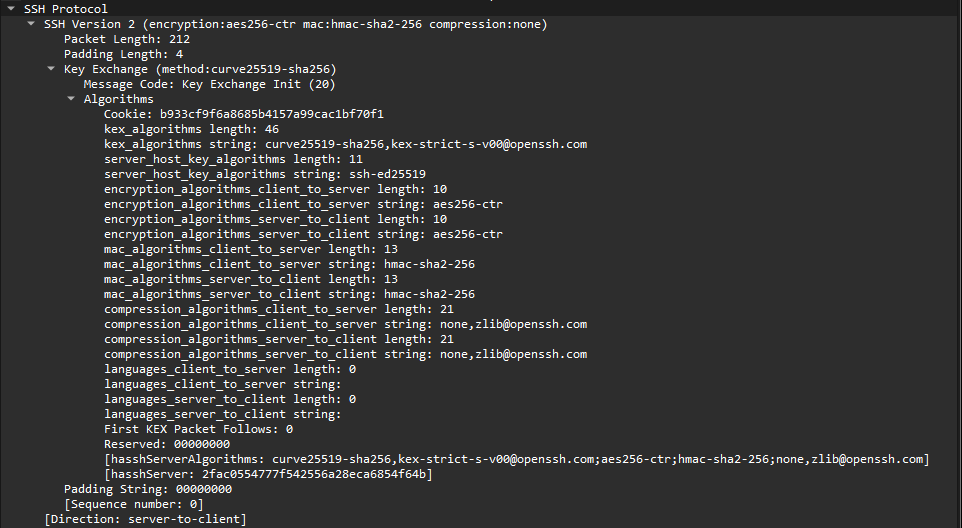 SSH Protocol
SSH Version 2 (encryption:aes256-ctr mac:hmac-sha2-256 compression:none)
Packet Length: 212
Padding Length: 4
Key Exchange (method:curve25519-sha256)
Message Code: Key Exchange Init (20)
Algorithms
Cookie: b933cf9f6a8685b4157a99cac1bf70f1
kex_algorithms length: 46
kex_algorithms string: curve25519-sha256,kex-strict-s-v00@openssh.com
server_host_key_algorithms length: 11
server_host_key_algorithms string: ssh-ed25519
encryption_algorithms_client_to_server length: 10
encryption_algorithms_client_to_server string: aes256-ctr
encryption_algorithms_server_to_client length: 10
encryption_algorithms_server_to_client string: aes256-ctr
mac_algorithms_client_to_server length: 13
mac_algorithms_client_to_server string: hmac-sha2-256
mac_algorithms_server_to_client length: 13
mac_algorithms_server_to_client string: hmac-sha2-256
compression_algorithms_client_to_server length: 21
compression_algorithms_client_to_server string: none,zlib@openssh.com
compression_algorithms_server_to_client length: 21
compression_algorithms_server_to_client string: none,zlib@openssh.com
languages_client_to_server length: 0
languages_client_to_server string:
languages_server_to_client length: 0
languages_server_to_client string:
First KEX Packet Follows: 0
Reserved: 00000000
[hasshServerAlgorithms: curve25519-sha256,kex-strict-s-v00@openssh.com;aes256-ctr;hmac-sha2-256;none,zlib@openssh.com]
[hasshServer: 2fac0554777f542556a28eca6854f64b]
Padding String: 00000000
[Sequence number: 0]
[Direction: server-to-client]